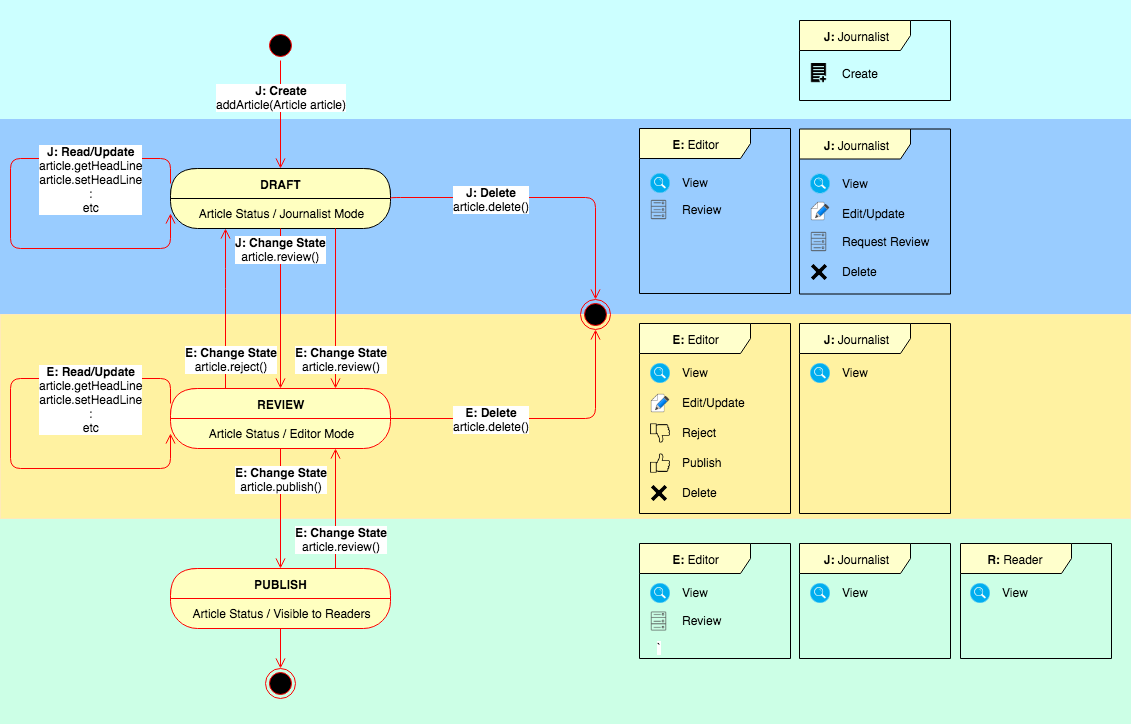 J: Create
addArticle(Article article)
J: Journalist
Create
J: Read/Update
article.getHeadLine
article.setHeadLine
:
etc
DRAFT
Article Status / Journalist Mode
J: Delete
article.delete()
J: Change State
article.review()
E: Editor
View
Review
J: Journalist
View
Edit/Update
Request Review
Delete
E: Change State
article.reject()
E: Change State
article.review()
E: Read/Update
article.getHeadLine
article.setHeadLine
:
etc
REVIEW
Article Status / Editor Mode
E: Delete
article.delete()
E: Change State
article.publish()
E: Editor
View
Edit/Update
Reject
Publish
Delete
J: Journalist
View
E: Change State
article.review()
PUBLISH
Article Status / Visible to Readers
E: Editor
View
Review
J: Journalist
View
R: Reader
View